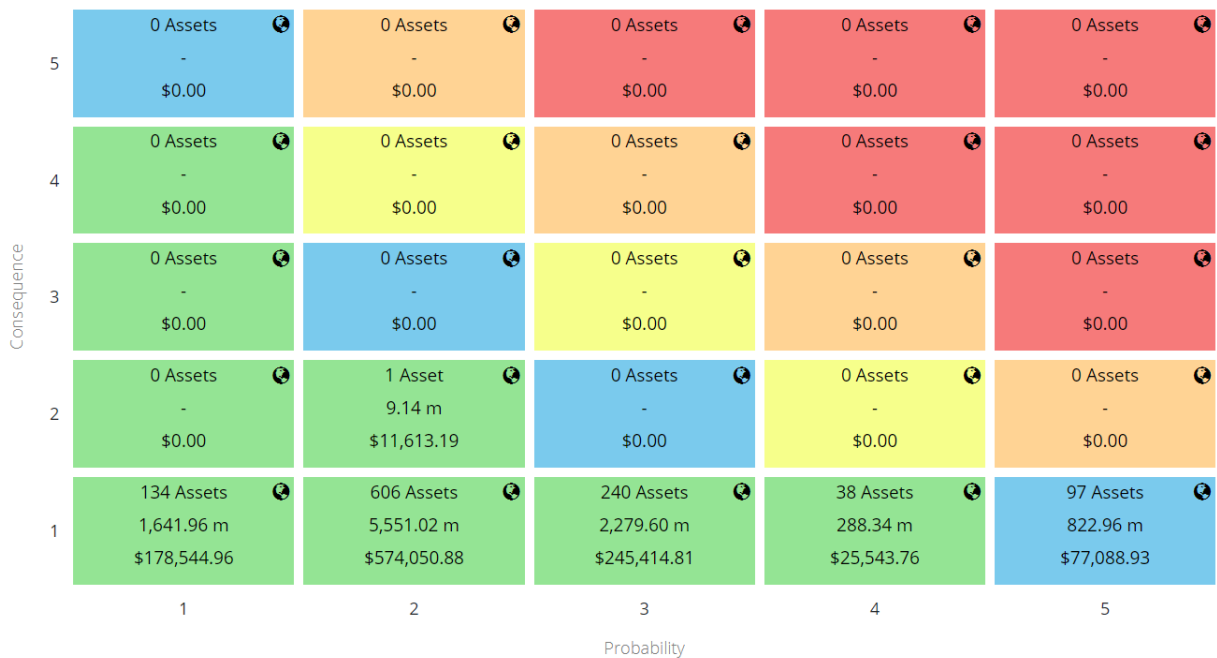 0 Assets 0 Assets 0 Assets 0 Assets 0 Assets
5 - - - - -
$0.00 $0.00 $0.00 $0.00 $0.00
0 Assets 0 Assets 0 Assets 0 Assets 0 Assets
4 - - - - -
$0.00 $0.00 $0.00 $0.00 $0.00
Consequence
0 Assets 0 Assets 0 Assets 0 Assets 0 Assets
3 - - - - -
$0.00 $0.00 $0.00 $0.00 $0.00
0 Assets 1 Asset 0 Assets 0 Assets 0 Assets
2 - 9.14 m - - -
$0.00 $11,613.19 $0.00 $0.00 $0.00
134 Assets 606 Assets 240 Assets 38 Assets 97 Assets
1 1,641.96 m 5,551.02 m 2,279.60 m 288.34 m 822.96 m
$178,544.96 $574,050.88 $245,414.81 $25,543.76 $77,088.93
1 2 3 4 5
Probability